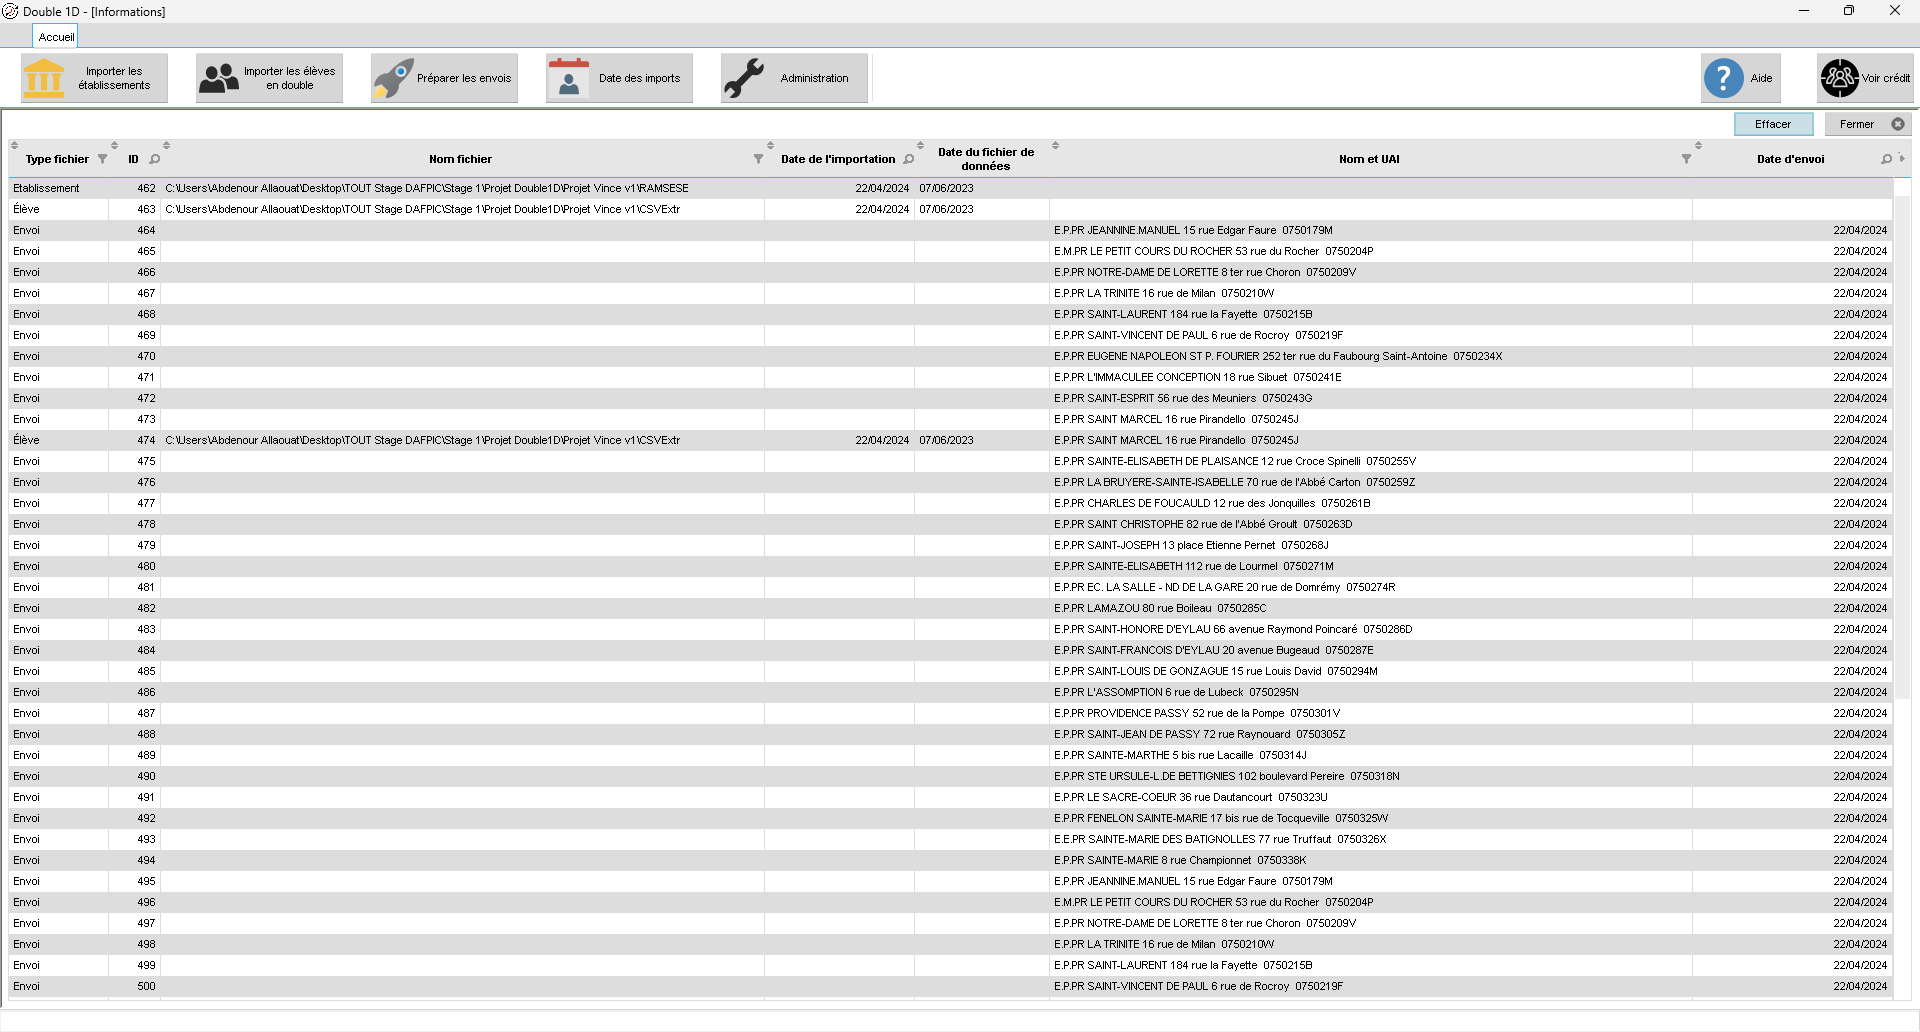 Double 1D - [Informations]
Accueil
Importer les établissements
Importer les élèves en double
Préparer les envois
Date des imports
Administration
Aide
Voir crédit
Effacer
Fermer
Type fichier ID Nom fichier Date de l'importation Date du fichier de données Nom et UAI Date d'envoi
Etablissement 462 C:\Users\Abdenour Allaouat\Desktop\TOUT Stage DAFPIC\Stage 1\Projet Double1D\Projet Vince v1\RAMSESE 22/04/2024 07/06/2023
Élève 463 C:\Users\Abdenour Allaouat\Desktop\TOUT Stage DAFPIC\Stage 1\Projet Double1D\Projet Vince v1\CSVExtr 22/04/2024 07/06/2023
Envoi 464 E.P.PR JEANNINE.MANUEL 15 rue Edgar Faure 0750179M 22/04/2024
Envoi 465 E.M.PR LE PETIT COURS DU ROCHER 53 rue du Rocher 0750204P 22/04/2024
Envoi 466 E.P.PR NOTRE-DAME DE LORETTE 8 ter rue Choron 0750209V 22/04/2024
Envoi 467 E.P.PR LA TRINITE 16 rue de Milan 0750210W 22/04/2024
Envoi 468 E.P.PR SAINT-LAURENT 184 rue la Fayette 0750215B 22/04/2024
Envoi 469 E.P.PR SAINT-VINCENT DE PAUL 6 rue de Rocroy 0750219F 22/04/2024
Envoi 470 E.P.PR EUGENE NAPOLEON ST P. FOURIER 252 ter rue du Faubourg Saint-Antoine 0750234X 22/04/2024
Envoi 471 E.P.PR L'IMMACULEE CONCEPTION 18 rue Sibuet 0750241E 22/04/2024
Envoi 472 E.P.PR SAINT-ESPRIT 56 rue des Meuniers 0750243G 22/04/2024
Envoi 473 E.P.PR SAINT MARCEL 16 rue Pirandello 0750245J 22/04/2024
Élève 474 C:\Users\Abdenour Allaouat\Desktop\TOUT Stage DAFPIC\Stage 1\Projet Double1D\Projet Vince v1\CSVExtr 22/04/2024 07/06/2023 E.P.PR SAINT MARCEL 16 rue Pirandello 0750245J 22/04/2024
Envoi 475 E.P.PR SAINTE-ELISABETH DE PLAISANCE 12 rue Croce Spinelli 0750255V 22/04/2024
Envoi 476 E.P.PR LA BRUYERE-SAINTE-ISABELLE 70 rue de l'Abbé Carton 0750259Z 22/04/2024
Envoi 477 E.P.PR CHARLES DE FOUCAULD 12 rue des Jonquilles 0750261B 22/04/2024
Envoi 478 E.P.PR SAINT CHRISTOPHE 82 rue de l'Abbé Groult 0750263D 22/04/2024
Envoi 479 E.P.PR SAINT-JOSEPH 13 place Etienne Pernet 0750268J 22/04/2024
Envoi 480 E.P.PR SAINTE-ELISABETH 112 rue de Lourmel 0750271M 22/04/2024
Envoi 481 E.P.PR EC. LA SALLE - ND DE LA GARE 20 rue de Domrémy 0750274R 22/04/2024
Envoi 482 E.P.PR LAMAZOU 80 rue Boileau 0750285C 22/04/2024
Envoi 483 E.P.PR SAINT-HONORE D'EYLAU 66 avenue Raymond Poincaré 0750286D 22/04/2024
Envoi 484 E.P.PR SAINT-FRANCOIS D'EYLAU 20 avenue Bugeaud 0750287E 22/04/2024
Envoi 485 E.P.PR SAINT-LOUIS DE GONZAGUE 15 rue Louis David 0750294M 22/04/2024
Envoi 486 E.P.PR L'ASSOMPTION 6 rue de Lubeck 0750295N 22/04/2024
Envoi 487 E.P.PR PROVIDENCE PASSY 52 rue de la Pompe 0750301V 22/04/2024
Envoi 488 E.P.PR SAINT-JEAN DE PASSY 72 rue Raynouard 0750305Z 22/04/2024
Envoi 489 E.P.PR SAINTE-MARTHE 5 bis rue Lacaille 0750314J 22/04/2024
Envoi 490 E.P.PR STE URSULE-L.DE BETTIGNIES 102 boulevard Pereire 0750318N 22/04/2024
Envoi 491 E.P.PR LE SACRE-COEUR 36 rue Dautancourt 0750323U 22/04/2024
Envoi 492 E.P.PR FENELON SAINTE-MARIE 17 bis rue de Tocqueville 0750325W 22/04/2024
Envoi 493 E.E.PR SAINTE-MARIE DES BATIGNOLLES 77 rue Truffaut 0750326X 22/04/2024
Envoi 494 E.P.PR SAINTE-MARIE 8 rue Championnet 0750338K 22/04/2024
Envoi 495 E.P.PR JEANNINE.MANUEL 15 rue Edgar Faure 0750179M 22/04/2024
Envoi 496 E.M.PR LE PETIT COURS DU ROCHER 53 rue du Rocher 0750204P 22/04/2024
Envoi 497 E.P.PR NOTRE-DAME DE LORETTE 8 ter rue Choron 0750209V 22/04/2024
Envoi 498 E.P.PR LA TRINITE 16 rue de Milan 0750210W 22/04/2024
Envoi 499 E.P.PR SAINT-LAURENT 184 rue la Fayette 0750215B 22/04/2024
Envoi 500 E.P.PR SAINT-VINCENT DE PAUL 6 rue de Rocroy 0750219F 22/04/2024